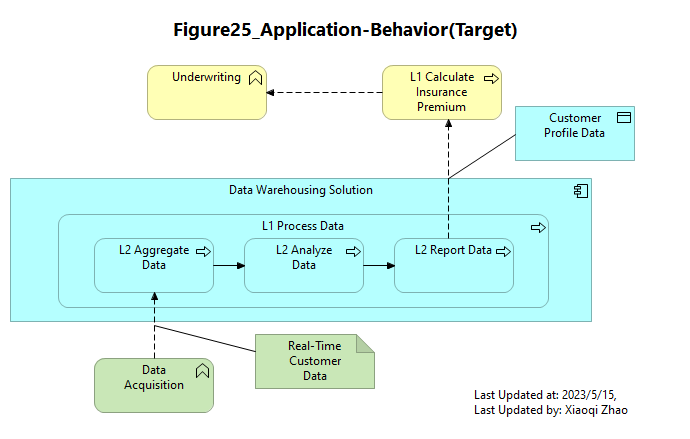 Figure25_Application-Behavior(Target)
Underwriting
L1 Calculate
Insurance
Premium
Customer
Profile Data
Data Warehousing Solution
L1 Process Data
L2 Aggregate
Data
L2 Analyze
Data
L2 Report Data
Real-Time
Customer
Data
Data
Acquisition
Last Updated at: 2023/5/15,
Last Updated by: Xiaoqi Zhao